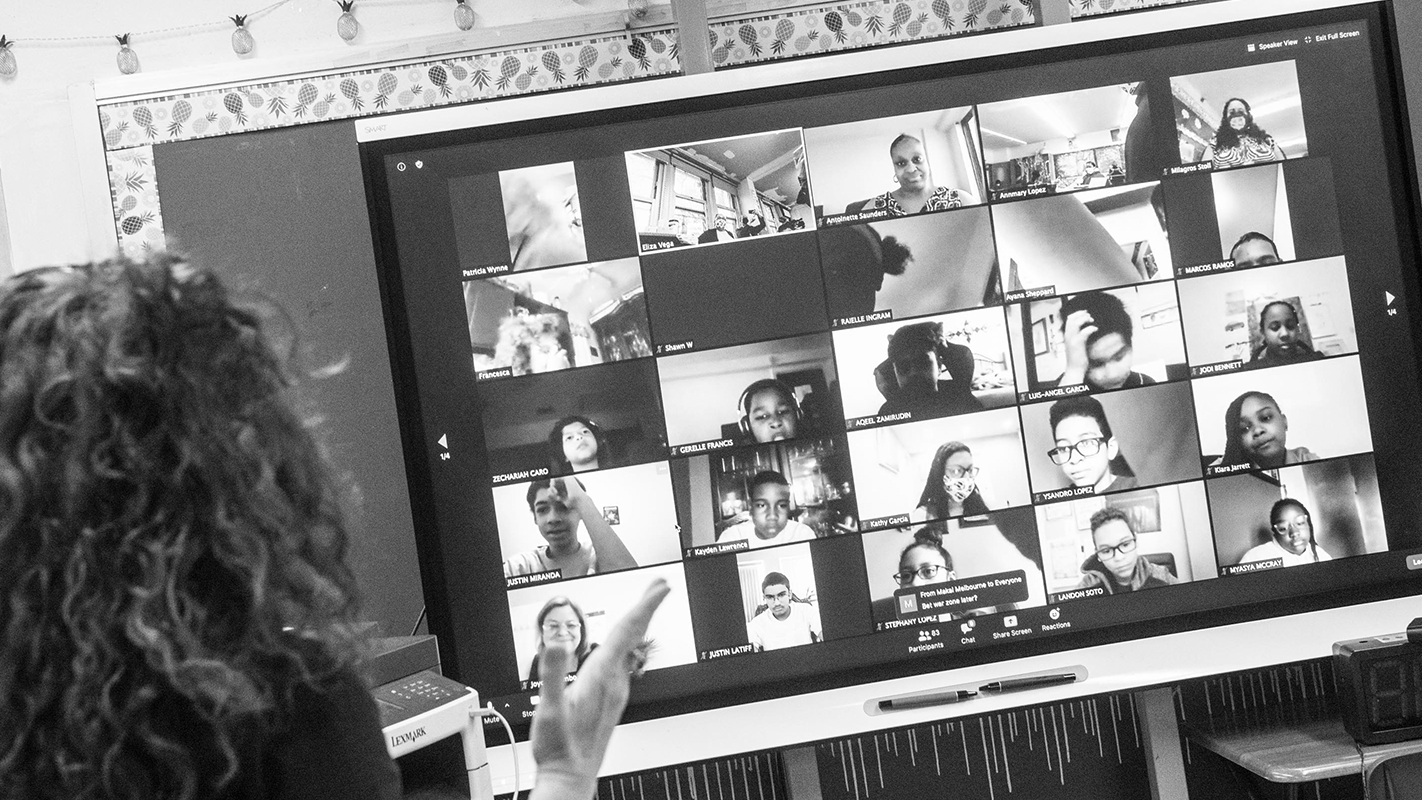 SMART
Speaker View
Exit Full Screen
Patricia Wynne
Eliza Vega
Antoinette Saunders
Annmary Lopez
Milagros Stoll
Francesca
Shawn W
RAIELLE INGRAM
Ayana Sheppard
MARCOS RAMOS
ZECHARIAH CARO
GERELLE FRANCIS
AQEEL ZAMIRUDIN
LUIS-ANGEL GARCIA
JODI BENNETT
JUSTIN MIRANDA
Kayden Lawrence
Kathy Garcia
YSANDRO LOPEZ
Kiara Jarrett
JUSTIN LATIFF
STEPHANY LOPEZ
LANDON SOTO
MYASYA MCCRAY
1/4
1/4
M
From Makai Melbourne to Everyone
Bet war zone later?
83
Participants
Chat
Share Screen
Reactions
Mute
LEXMARK